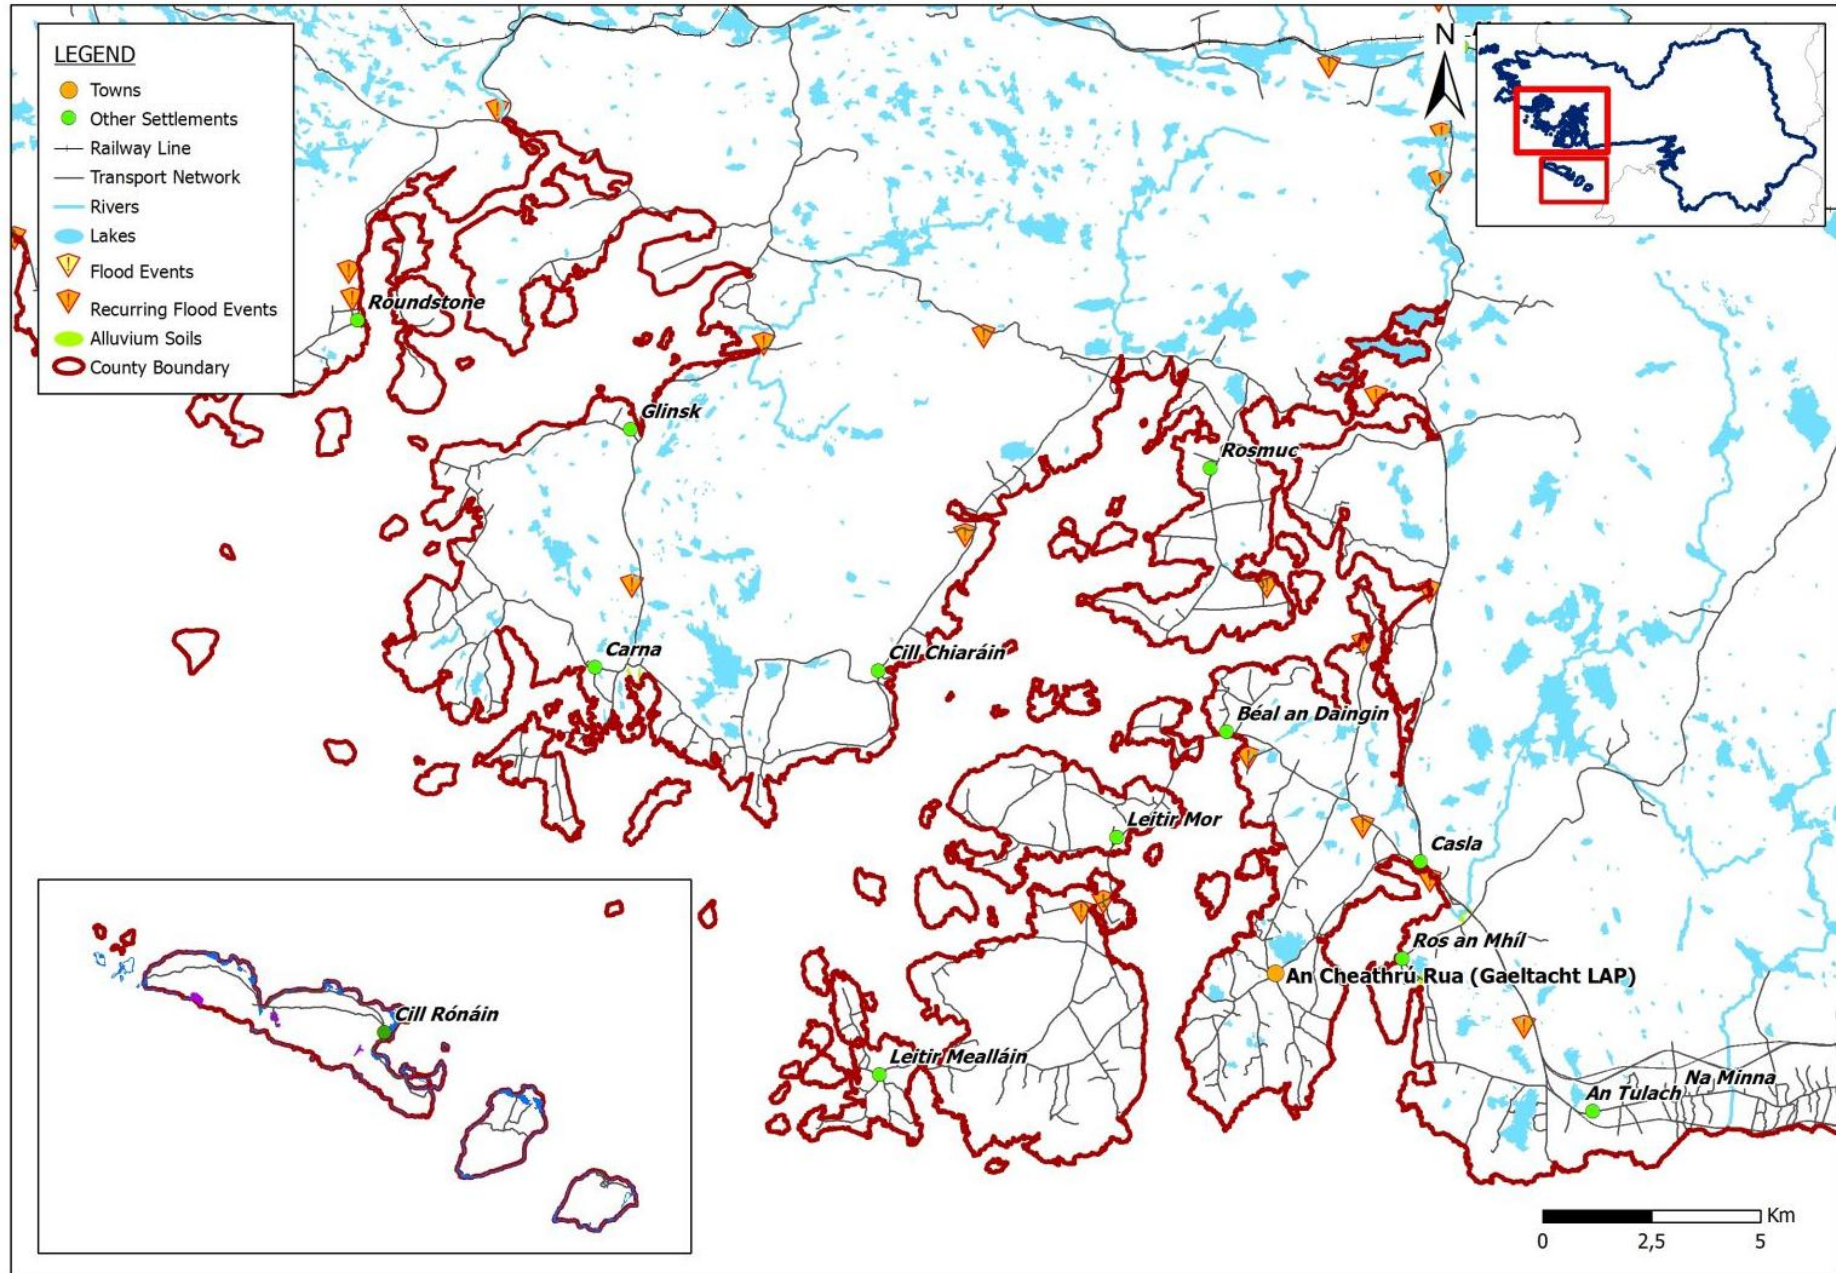 LEGEND
Towns
Other Settlements
Railway Line
Transport Network
Rivers
Lakes
Flood Events
Recurring Flood Events
Alluvium Soils
County Boundary
N
Roundstone
Glinsk
Rosmuc
Carna
Cill Chiaráin
Béal an Daingin
Leitir Mor
Casla
Ros an Mhíl
An Cheathrú Rua (Gaeltacht LAP)
Cill Rónáin
Leitir Mealláin
Na Minna
An Tulach
Km
0 2,5 5